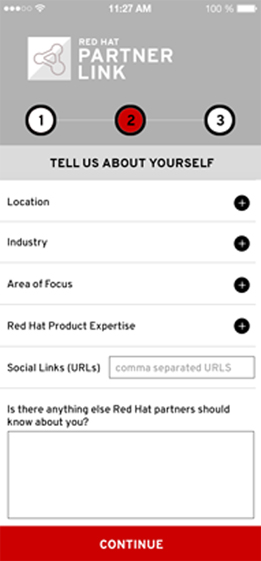 11:27 AM
100 %
RED HAT
PARTNER
LINK
1
2
3
TELL US ABOUT YOURSELF
Location
Industry
Area of Focus
Red Hat Product Expertise
Social Links (URLs)
comma separated URLS
Is there anything else Red Hat partners should
know about you?
CONTINUE